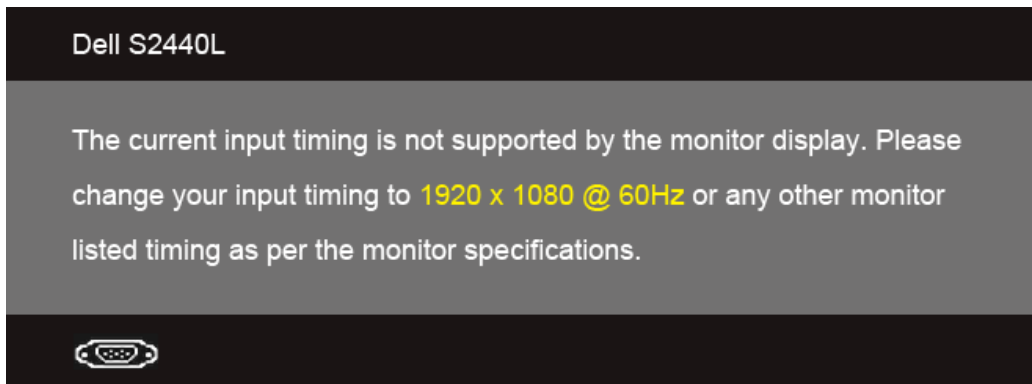 Dell S2440L
The current input timing is not supported by the monitor display. Please
change your input timing to 1920 x 1080 @ 60Hz or any other monitor
listed timing as per the monitor specifications.